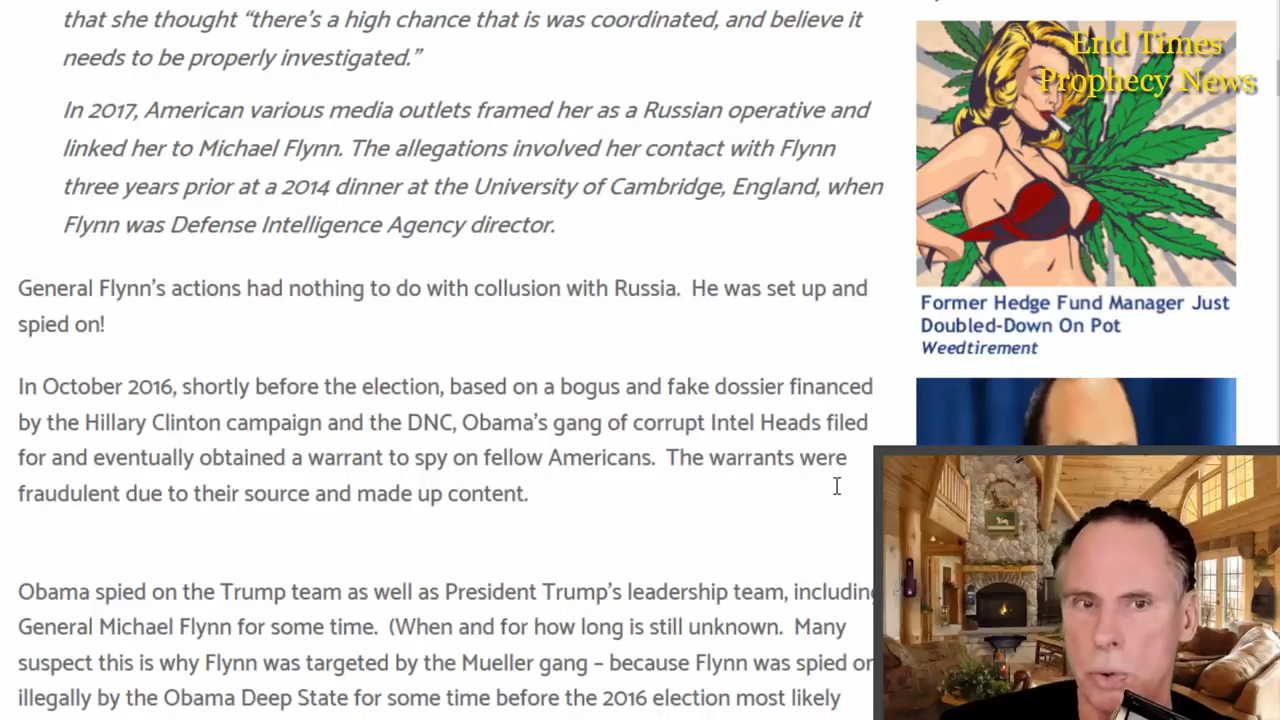 that she thought “there’s a high chance that is was coordinated, and believe it
needs to be properly investigated.”
In 2017, American various media outlets framed her as a Russian operative and
linked her to Michael Flynn. The allegations involved her contact with Flynn
three years prior at a 2014 dinner at the University of Cambridge, England, when
Flynn was Defense Intelligence Agency director.
General Flynn’s actions had nothing to do with collusion with Russia.  He was set up and
spied on!
In October 2016, shortly before the election, based on a bogus and fake dossier financed
by the Hillary Clinton campaign and the DNC, Obama’s gang of corrupt Intel Heads filed
for and eventually obtained a warrant to spy on fellow Americans.  The warrants were
fraudulent due to their source and made up content.
Obama spied on the Trump team as well as President Trump’s leadership team, including
General Michael Flynn for some time.  (When and for how long is still unknown.  Many
suspect this is why Flynn was targeted by the Mueller gang – because Flynn was spied on
illegally by the Obama Deep State for some time before the 2016 election most likely
End Times
Prophecy News
Former Hedge Fund Manager Just
Doubled-Down On Pot
Weedtirement